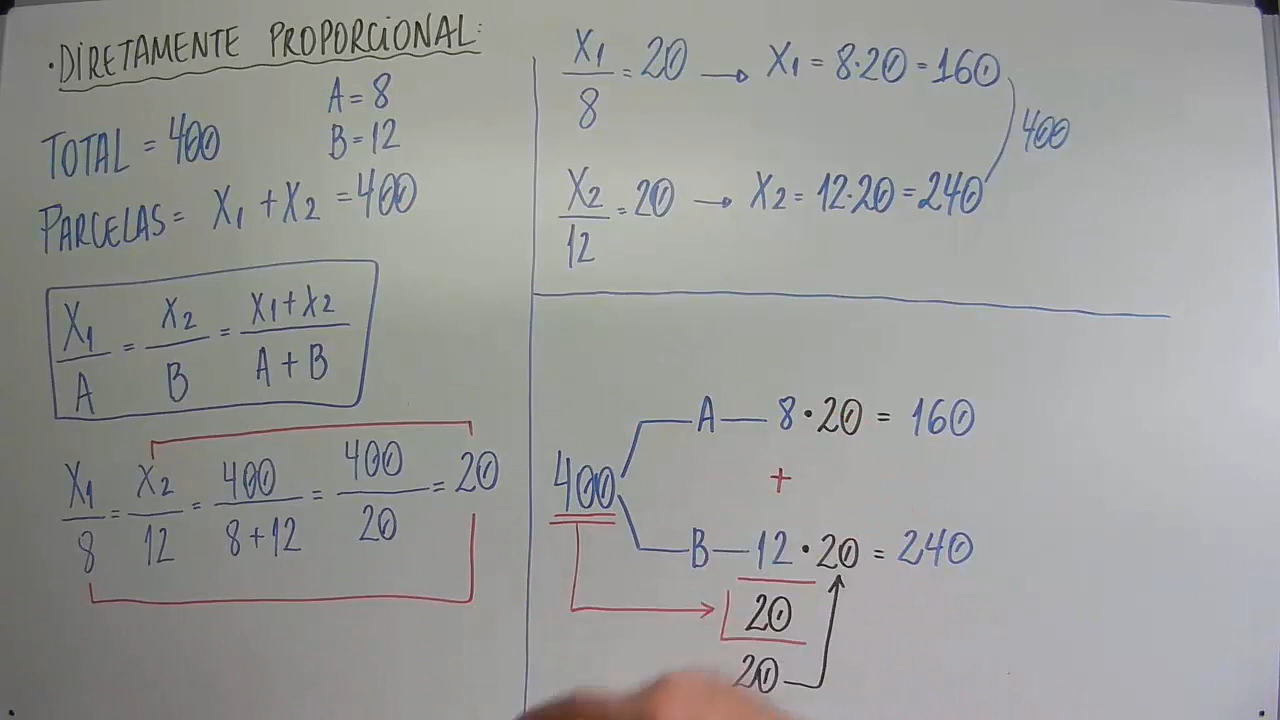 • DIRETAMENTE PROPORCIONAL:
A = 8
TOTAL = 400
B = 12
PARCELAS = X1 + X2 = 400
X1/A = X2/B = X1+X2/A+B
X1/8 = X2/12 = 400/8+12 = 400/20 = 20
X1/8 = 20 → X1 = 8·20 = 160
400
X2/12 = 20 → X2 = 12·20 = 240
A — 8·20 = 160
400 +
B — 12·20 = 240
20
20